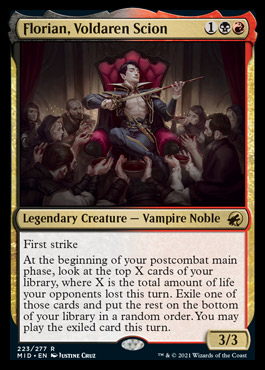 Florian, Voldaren Scion 1
Legendary Creature — Vampire Noble
First strike
At the beginning of your postcombat main
phase, look at the top X cards of your
library, where X is the total amount of life
your opponents lost this turn. Exile one of
those cards and put the rest on the bottom
of your library in a random order. You may
play the exiled card this turn.
3/3
223/277 R
MID • EN JUSTINE CRUZ
™ & © 2021 Wizards of the Coast